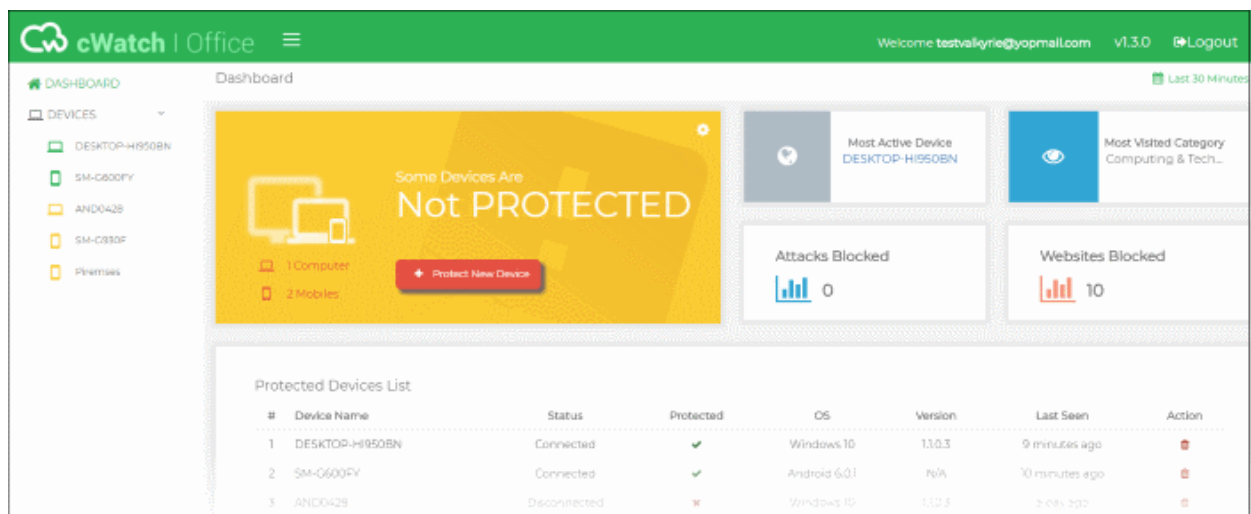 cWatch | Office
Welcome testvalkyrie@yopmail.com v1.3.0 Logout
DASHBOARD
Dashboard
Last 30 Minutes
DEVICES
DESKTOP-HI950BN
SM-G600FY
AND0428
SM-G930F
Some Devices Are
Not PROTECTED
1 Computer
2 Mobiles
Protect New Device
Most Active Device
DESKTOP-HI950BN
Most Visited Category
Computing & Tech...
Attacks Blocked
0
Websites Blocked
10
Protected Devices List
# Device Name Status Protected OS Version Last Seen Action
1 DESKTOP-HI950BN Connected Windows 10 1.1.0.3 9 minutes ago
2 SM-G600FY Connected Android 6.0.1 N/A 10 minutes ago
3 AND0428 Disconnected Windows 10